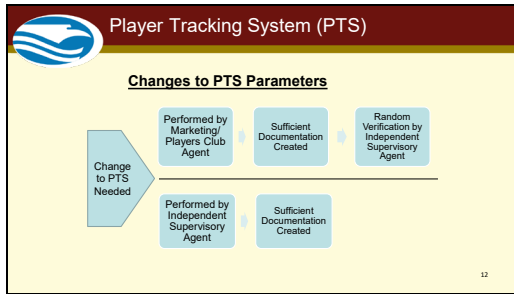 Player Tracking System (PTS)
Changes to PTS Parameters
Change
to PTS
Needed
Performed by
Marketing/
Players Club
Agent
Sufficient
Documentation
Created
Random
Verification by
Independent
Supervisory
Agent
Performed by
Independent
Supervisory
Agent
Sufficient
Documentation
Created
12